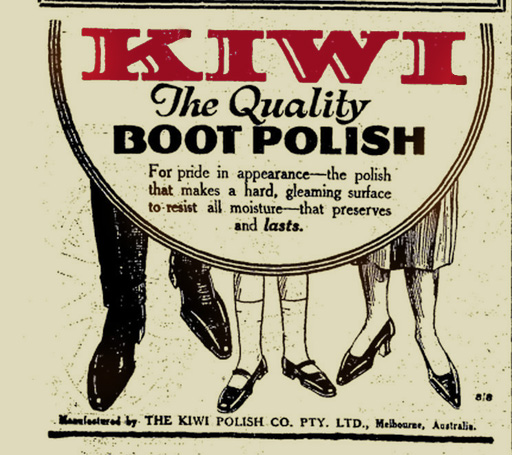 KIWI
The Quality
BOOT POLISH
For pride in appearance—the polish
that makes a hard, gleaming surface
to resist all moisture—that preserves
and lasts.
8/8
Manufactured by THE KIWI POLISH CO. PTY. LTD., Melbourne, Australia.